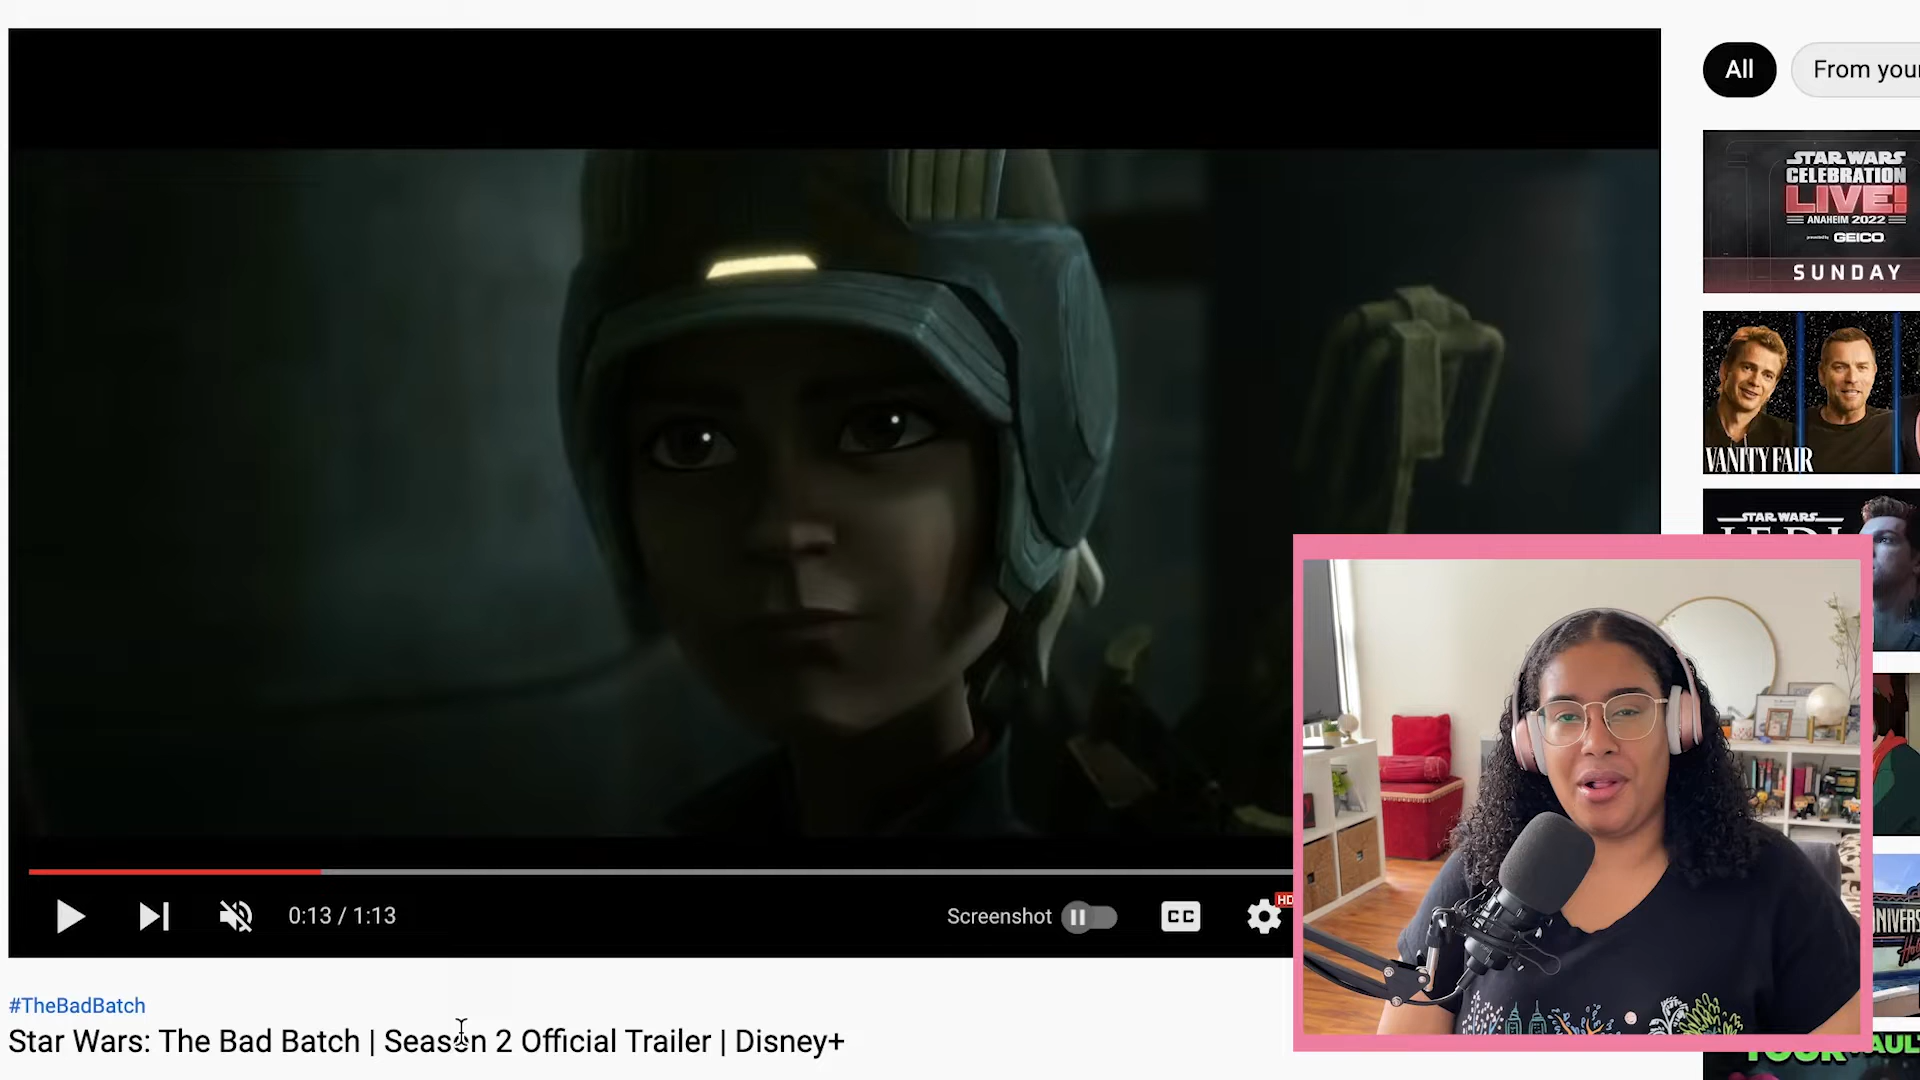 All
From your
STAR WARS
CELEBRATION
LIVE!
ANAHEIM 2022
GEICO
SUNDAY
VANITY FAIR
STAR WARS
JEDI
0:13 / 1:13
Screenshot
CC
HD
#TheBadBatch
Star Wars: The Bad Batch | Season 2 Official Trailer | Disney+